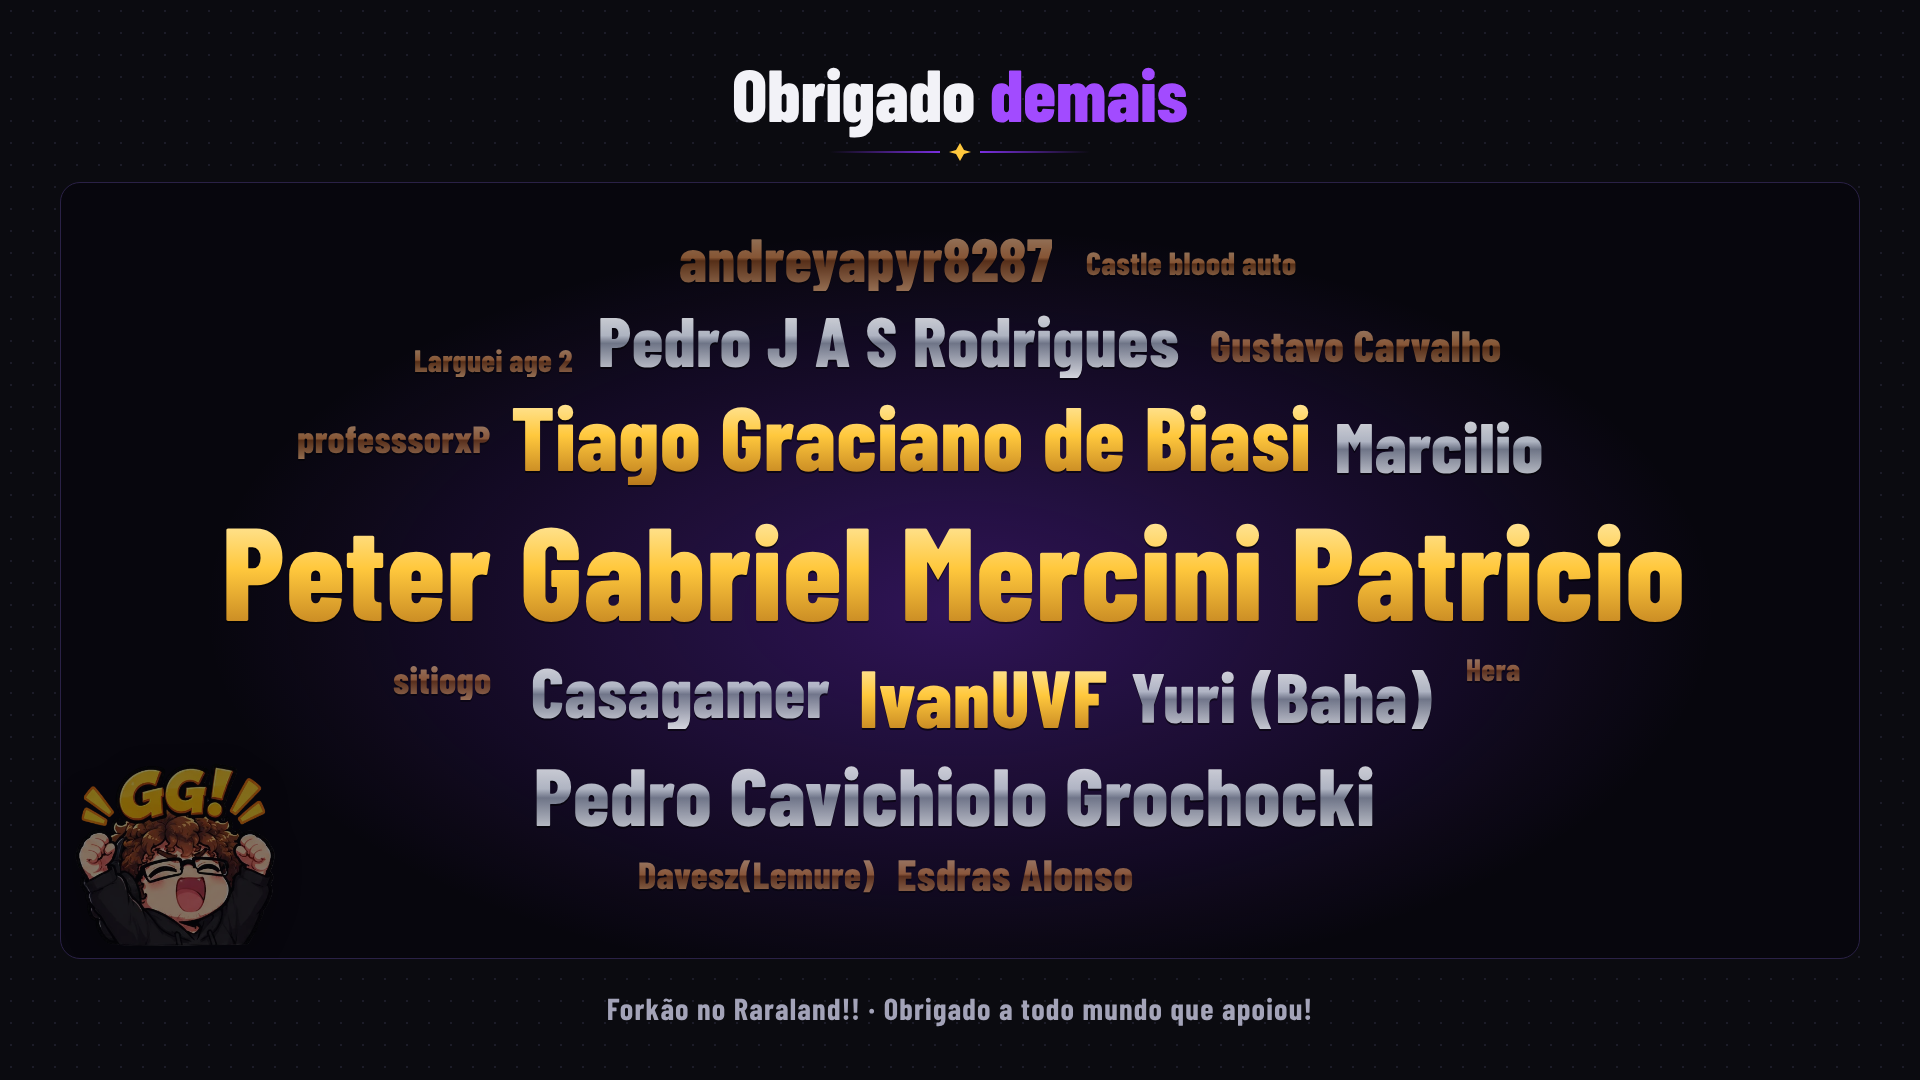 Obrigado demais
andreyapyr8287 Castle blood auto
Larguei age 2 Pedro J A S Rodrigues Gustavo Carvalho
professsorxP Tiago Graciano de Biasi Marcilio
Peter Gabriel Mercini Patricio
sitiogo Casagamer IvanUVF Yuri (Baha) Hera
Pedro Cavichiolo Grochocki
GG!
Davesz(Lemure) Esdras Alonso
Forkão no Raraland!! · Obrigado a todo mundo que apoiou!